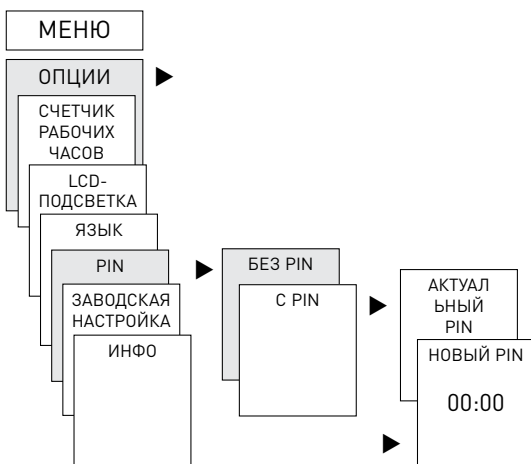 МЕНЮ
ОПЦИИ
СЧЕТЧИК
РАБОЧИХ
ЧАСОВ
LCD-
ПОДСВЕТКА
ЯЗЫК
PIN
ЗАВОДСКАЯ
НАСТРОЙКА
ИНФО
БЕЗ PIN
С PIN
АКТУАЛ
ЬНЫЙ
PIN
НОВЫЙ PIN
00:00